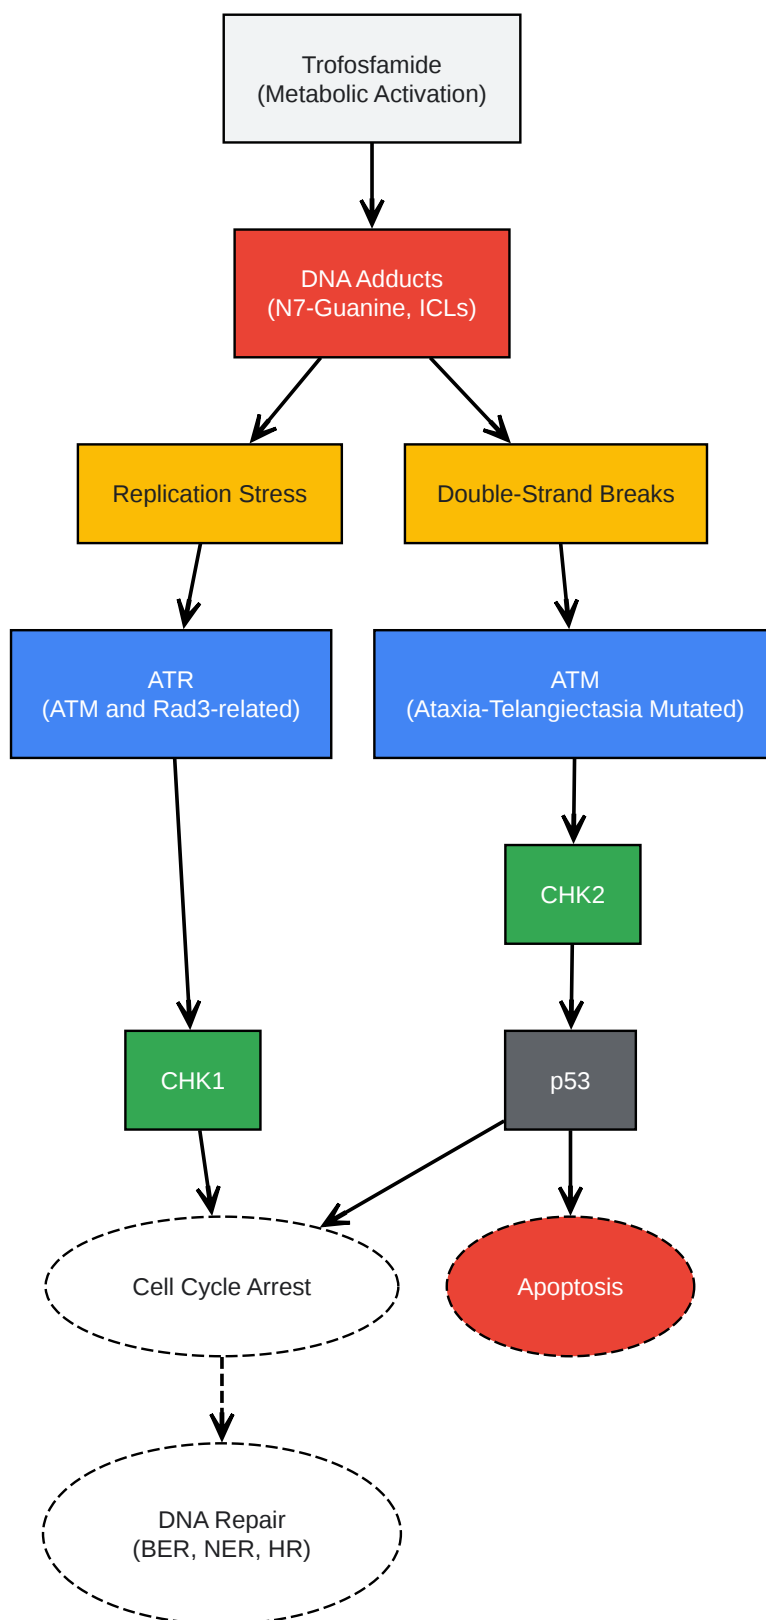 Trofosfamide
(Metabolic Activation)
DNA Adducts
(N7-Guanine, ICLs)
Replication Stress
Double-Strand Breaks
ATR
(ATM and Rad3-related)
ATM
(Ataxia-Telangiectasia Mutated)
CHK2
CHK1
p53
Cell Cycle Arrest
Apoptosis
DNA Repair
(BER, NER, HR)